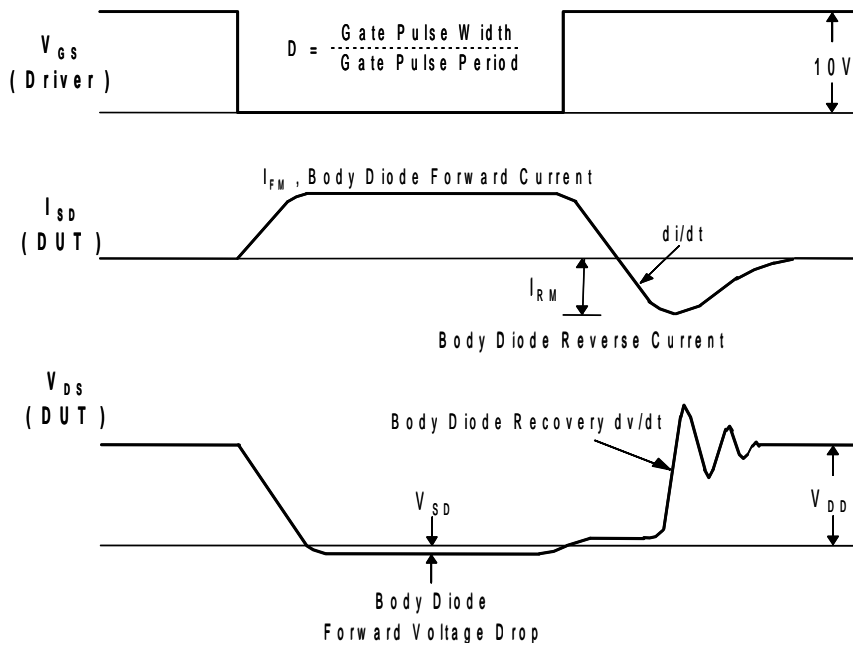 V GS
(Driver)
D = Gate Pulse Width
Gate Pulse Period
10V
I FM , Body Diode Forward Current
I SD
(DUT)
di/dt
I RM
Body Diode Reverse Current
V DS
(DUT)
Body Diode Recovery dv/dt
V SD
V DD
Body Diode
Forward Voltage Drop